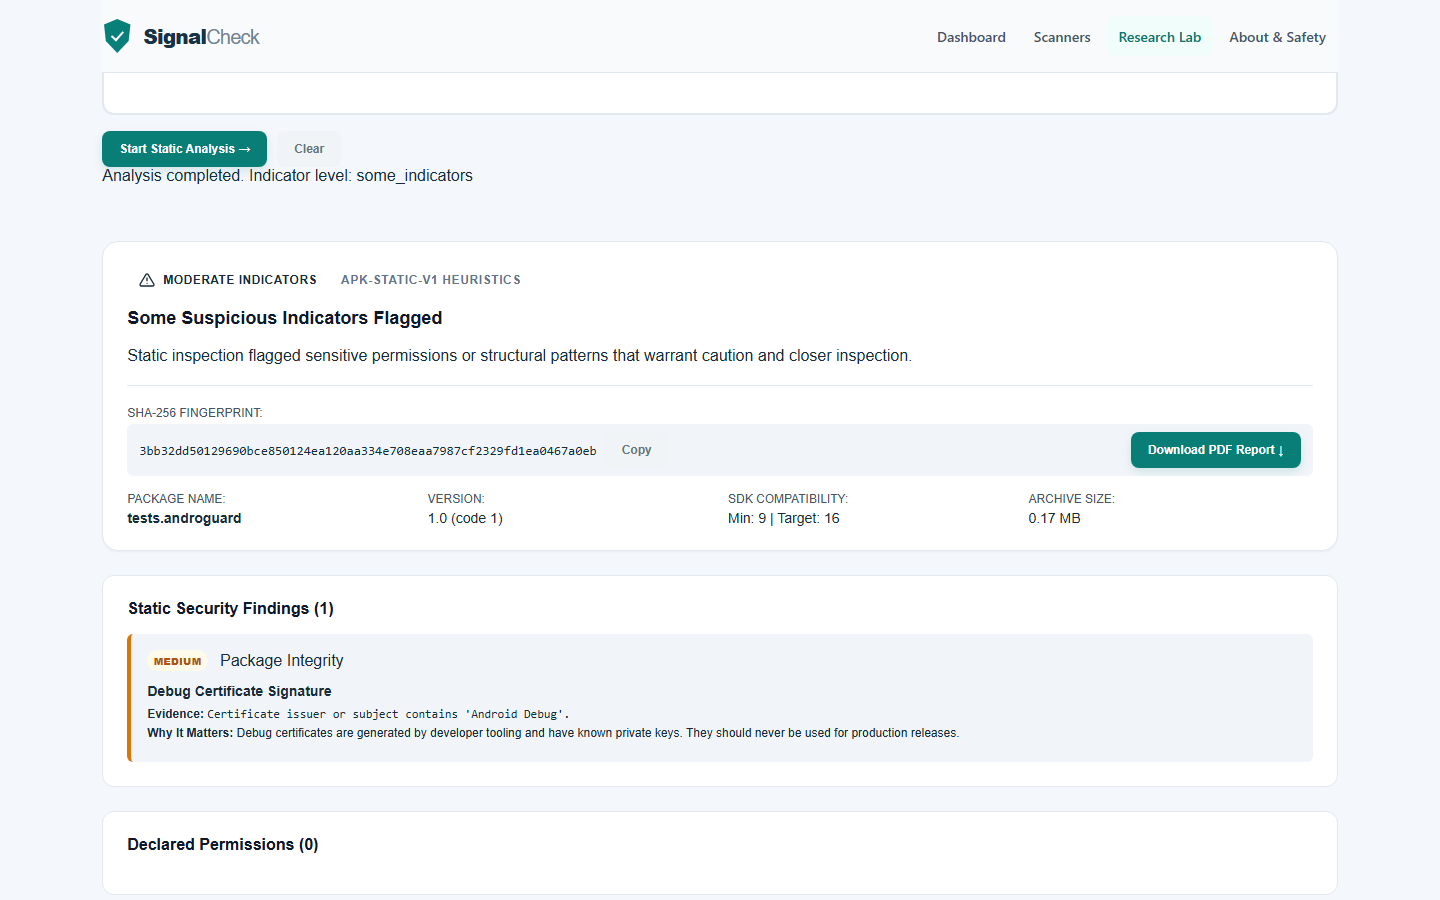 SignalCheck
Dashboard Scanners Research Lab About & Safety
Start Static Analysis → Clear
Analysis completed. Indicator level: some_indicators
MODERATE INDICATORS APK-STATIC-V1 HEURISTICS
Some Suspicious Indicators Flagged
Static inspection flagged sensitive permissions or structural patterns that warrant caution and closer inspection.
SHA-256 FINGERPRINT:
3bb32dd50129690bce850124ea120aa334e708eaa7987cf2329fd1ea0467a0eb Copy Download PDF Report ↓
PACKAGE NAME: VERSION: SDK COMPATIBILITY: ARCHIVE SIZE:
tests.androguard 1.0 (code 1) Min: 9 | Target: 16 0.17 MB
Static Security Findings (1)
MEDIUM Package Integrity
Debug Certificate Signature
Evidence: Certificate issuer or subject contains 'Android Debug'.
Why It Matters: Debug certificates are generated by developer tooling and have known private keys. They should never be used for production releases.
Declared Permissions (0)